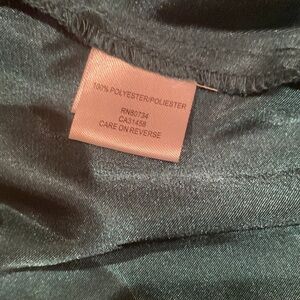 100% POLYESTER/POLIESTER
RN80734
CA31458
CARE ON REVERSE